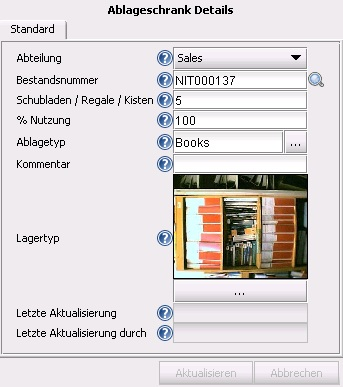 Ablageschrank Details
Standard
Abteilung
Sales
Bestandsnummer
NIT000137
Schubladen / Regale / Kisten
5
% Nutzung
100
Ablagetyp
Books
...
Kommentar
Lagertyp
...
Letzte Aktualisierung
Letzte Aktualisierung durch
Aktualisieren
Abbrechen